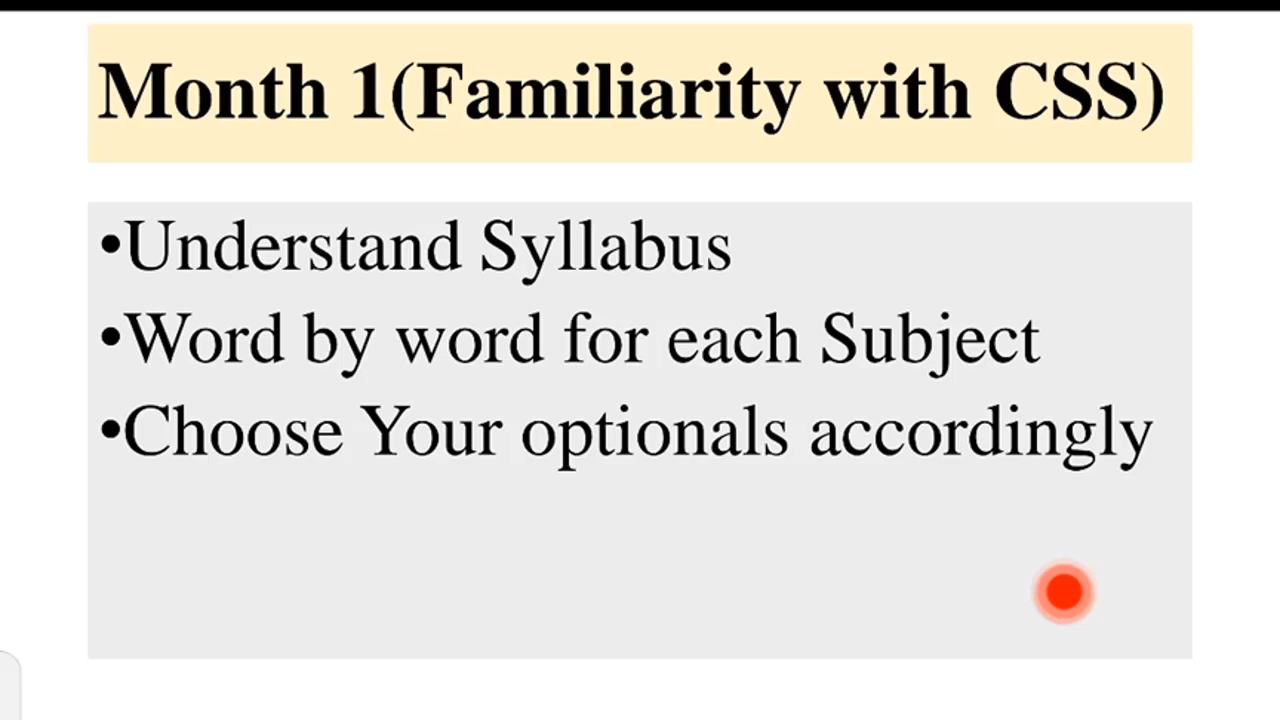 Month 1(Familiarity with CSS)
•Understand Syllabus
•Word by word for each Subject
•Choose Your optionals accordingly